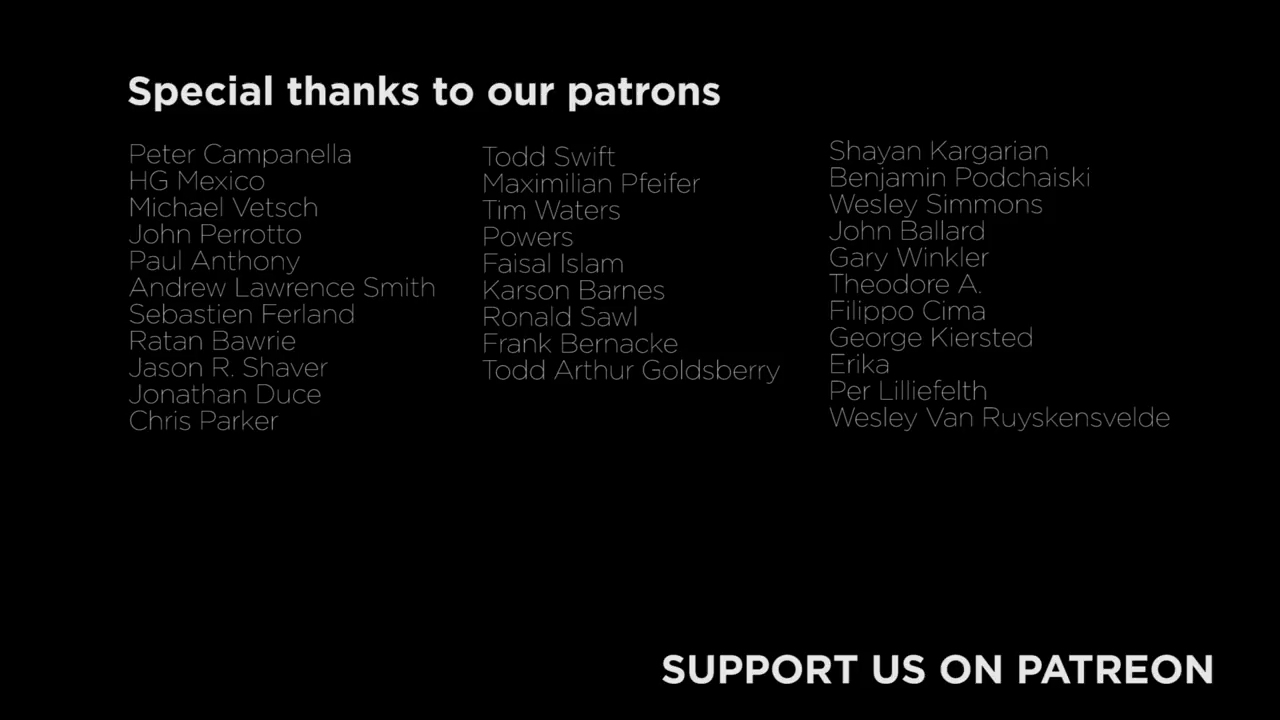 Special thanks to our patrons
Peter Campanella
HG Mexico
Michael Vetsch
John Perrotto
Paul Anthony
Andrew Lawrence Smith
Sebastien Ferland
Ratan Bawrie
Jason R. Shaver
Jonathan Duce
Chris Parker
Todd Swift
Maximilian Pfeifer
Tim Waters
Powers
Faisal Islam
Karson Barnes
Ronald Sawl
Frank Bernacke
Todd Arthur Goldsberry
Shayan Kargarian
Benjamin Podchaiski
Wesley Simmons
John Ballard
Gary Winkler
Theodore A.
Filippo Cima
George Kiersted
Erika
Per Lilliefelth
Wesley Van Ruyskensvelde
SUPPORT US ON PATREON